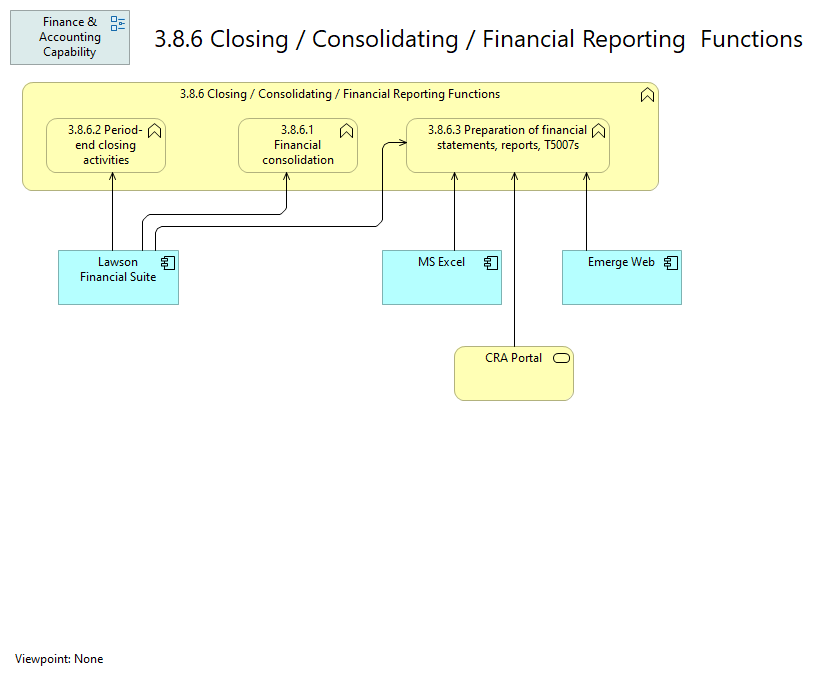 Finance &
Accounting
Capability
3.8.6 Closing / Consolidating / Financial Reporting  Functions
3.8.6 Closing / Consolidating / Financial Reporting Functions
3.8.6.2 Period-
end closing
activities
3.8.6.1
Financial
consolidation
3.8.6.3 Preparation of financial
statements, reports, T5007s
Lawson
Financial Suite
MS Excel
Emerge Web
CRA Portal
Viewpoint: None